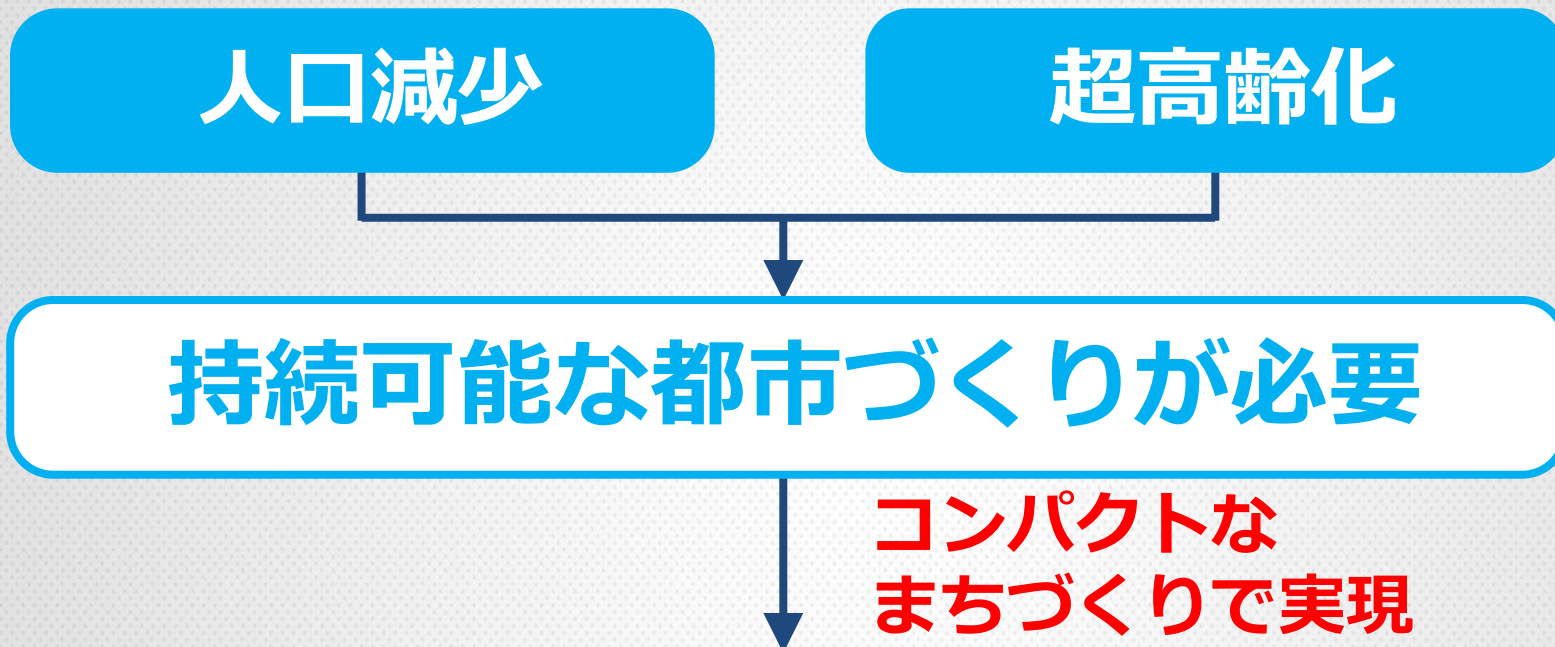 人口減少
超高齢化
持続可能な都市づくりが必要
コンパクトな
まちづくりで実現